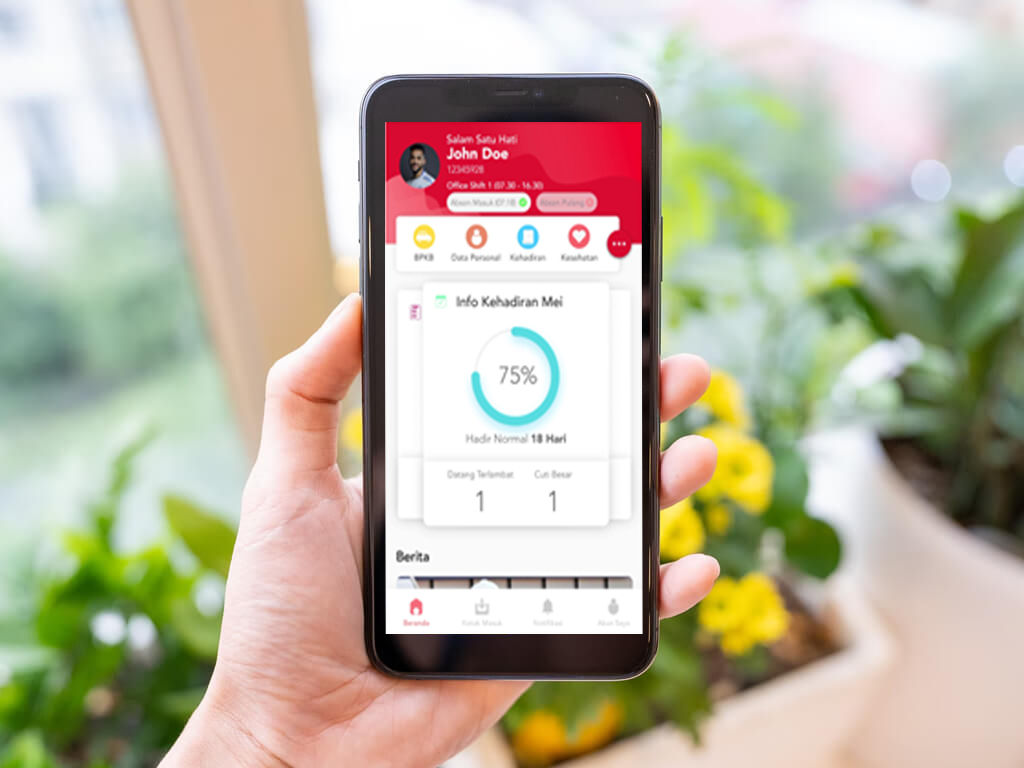 Salam Satu Hati
John Doe
12345928
Office Shift 1 (07.30 - 16.30)
Absen Masuk (07.18)
Absen Pulang
BPKB
Data Personal
Kehadiran
Kesehatan
Info Kehadiran Mei
75%
Hadir Normal 18 Hari
Datang Terlambat
Cuti Besar
1
1
Berita
Beranda
Kotak Masuk
Notifikasi
Akun Saya